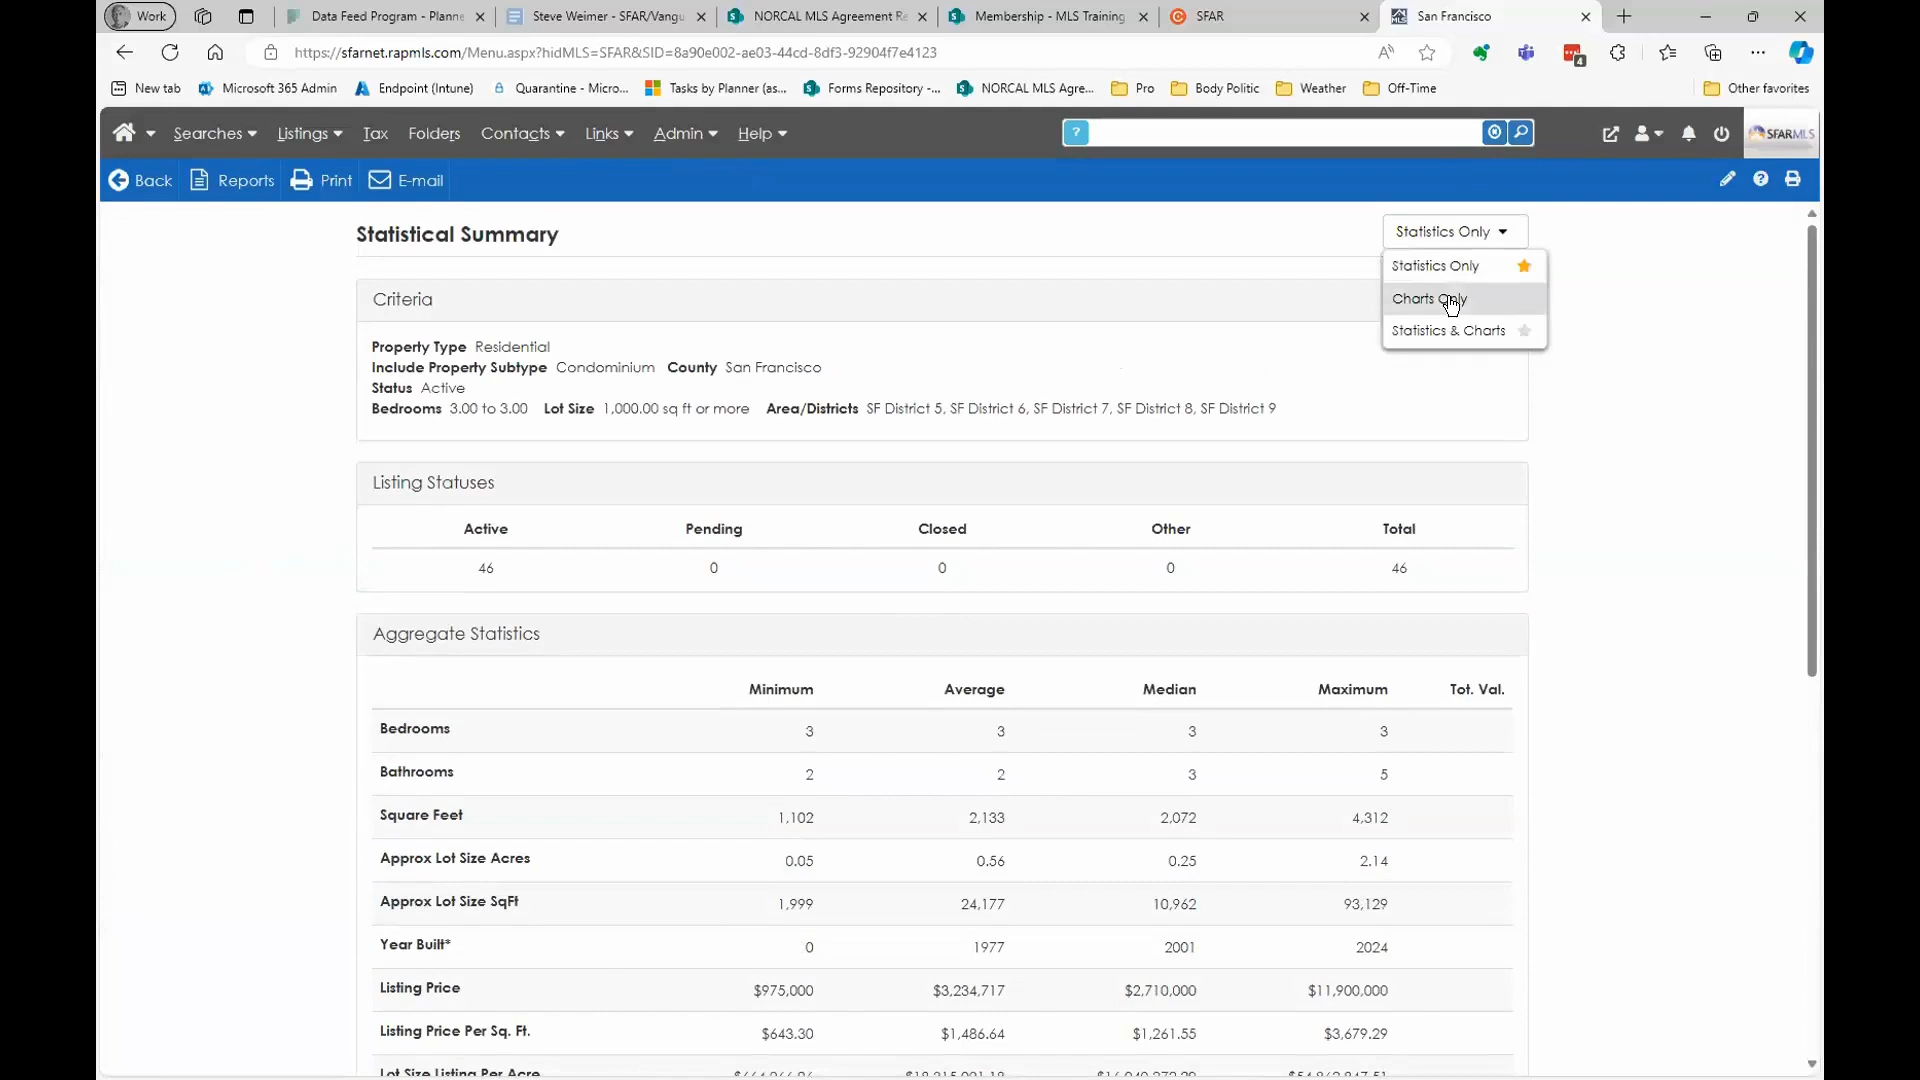 Work
Data Feed Program - Planne
Steve Weimer - SFAR/Vangu
NORCAL MLS Agreement Re
Membership - MLS Training
SFAR
San Francisco
https://sfarnet.rapmls.com/Menu.aspx?hidMLS=SFAR&SID=8a90e002-ae03-44cd-8df3-92904f7e4123
4
New tab
Microsoft 365 Admin
Endpoint (Intune)
Quarantine - Micro...
Tasks by Planner (as...
Forms Repository -...
NORCAL MLS Agre...
Pro
Body Politic
Weather
Off-Time
Other favorites
Searches
Listings
Tax
Folders
Contacts
Links
Admin
Help
?
SFARMLS
Back
Reports
Print
E-mail
Statistical Summary
Statistics Only
Statistics Only
Charts Only
Statistics & Charts
Criteria
Property Type Residential
Include Property Subtype Condominium County San Francisco
Status Active
Bedrooms 3.00 to 3.00 Lot Size 1,000.00 sq ft or more Area/Districts SF District 5, SF District 6, SF District 7, SF District 8, SF District 9
Listing Statuses
Active Pending Closed Other Total
46 0 0 0 46
Aggregate Statistics
Minimum Average Median Maximum Tot. Val.
Bedrooms 3 3 3 3
Bathrooms 2 2 3 5
Square Feet 1,102 2,133 2,072 4,312
Approx Lot Size Acres 0.05 0.56 0.25 2.14
Approx Lot Size SqFt 1,999 24,177 10,962 93,129
Year Built* 0 1977 2001 2024
Listing Price $975,000 $3,234,717 $2,710,000 $11,900,000
Listing Price Per Sq. Ft. $643.30 $1,486.64 $1,261.55 $3,679.29
Lot Size Listing Per Acre